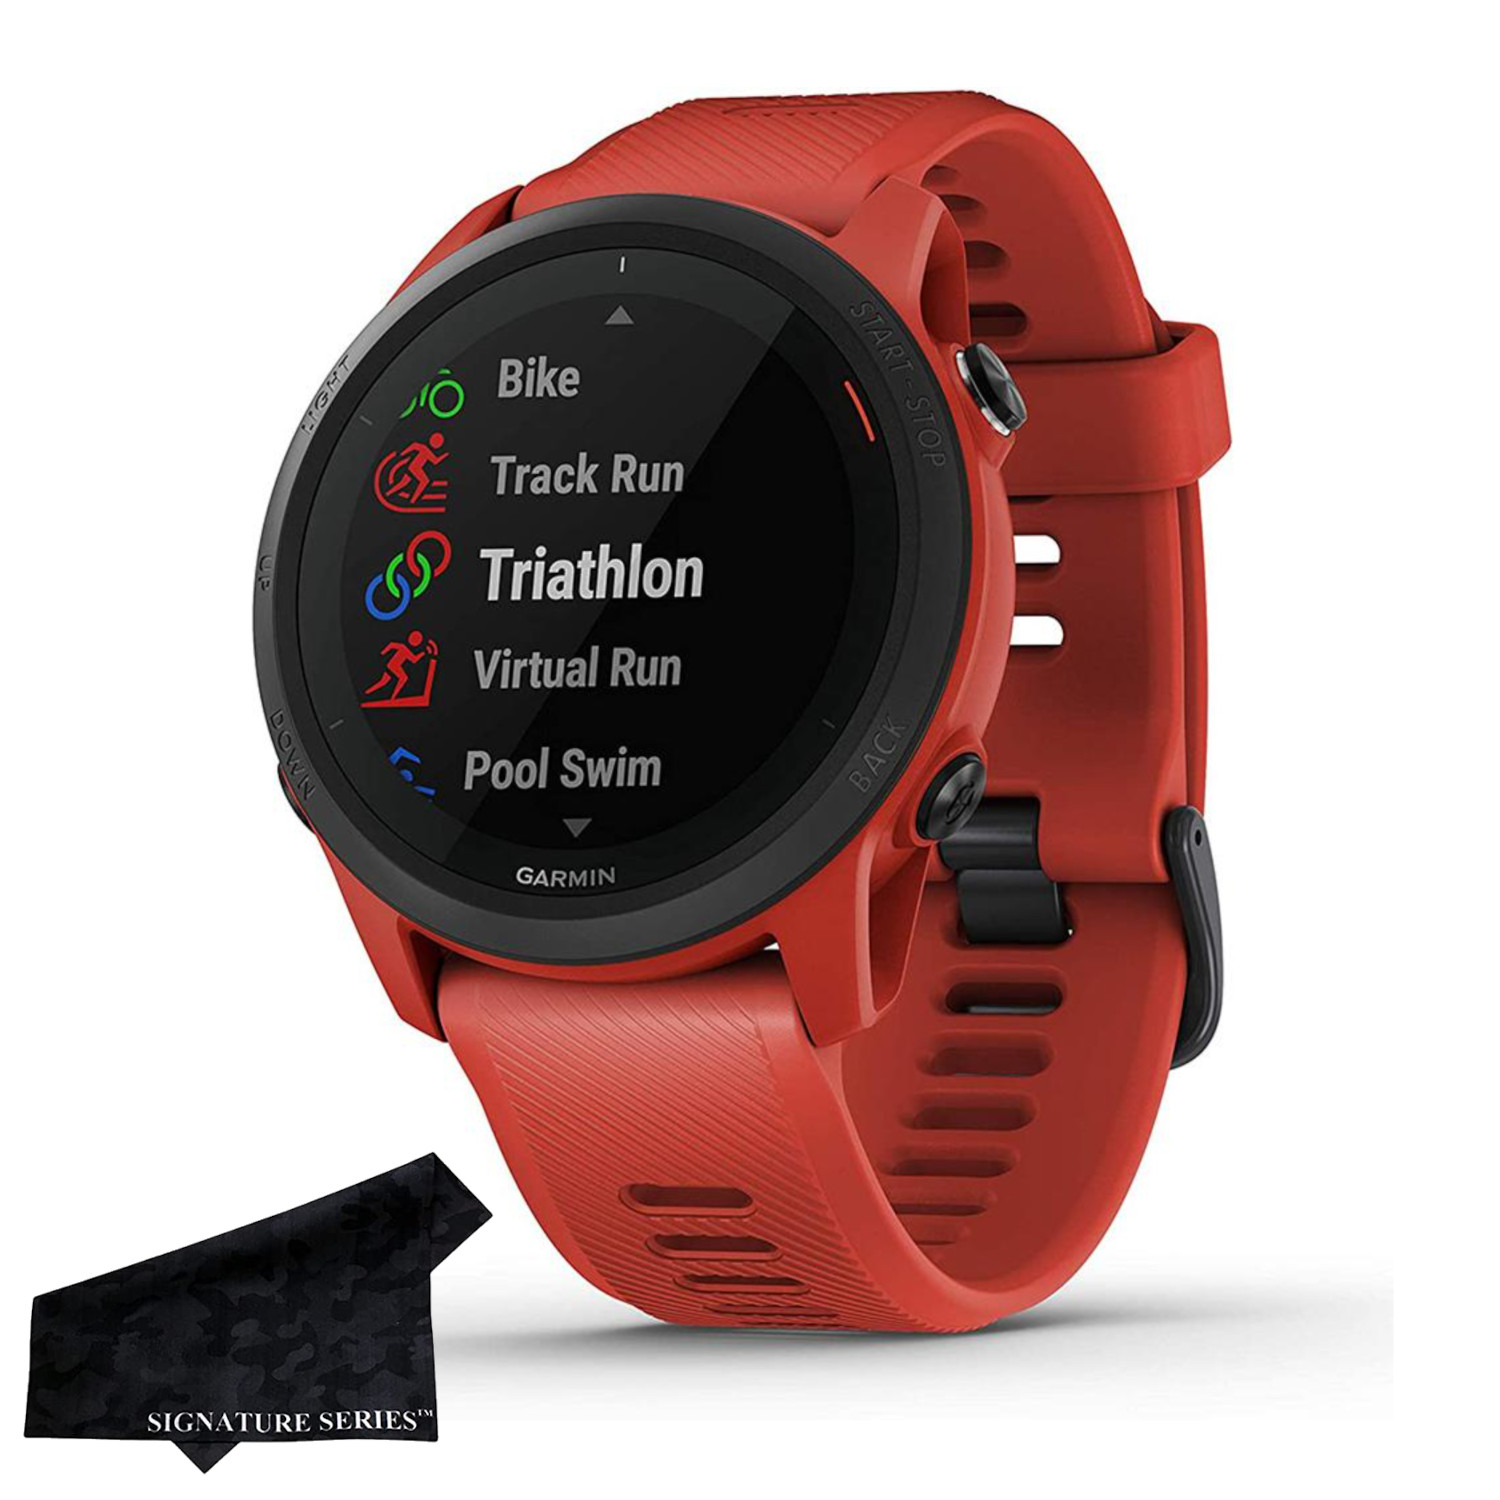 START-STOP
LIGHT
Bike
Track Run
UP
Triathlon
Virtual Run
DOWN
BACK
Pool Swim
GARMIN
SIGNATURE SERIES™